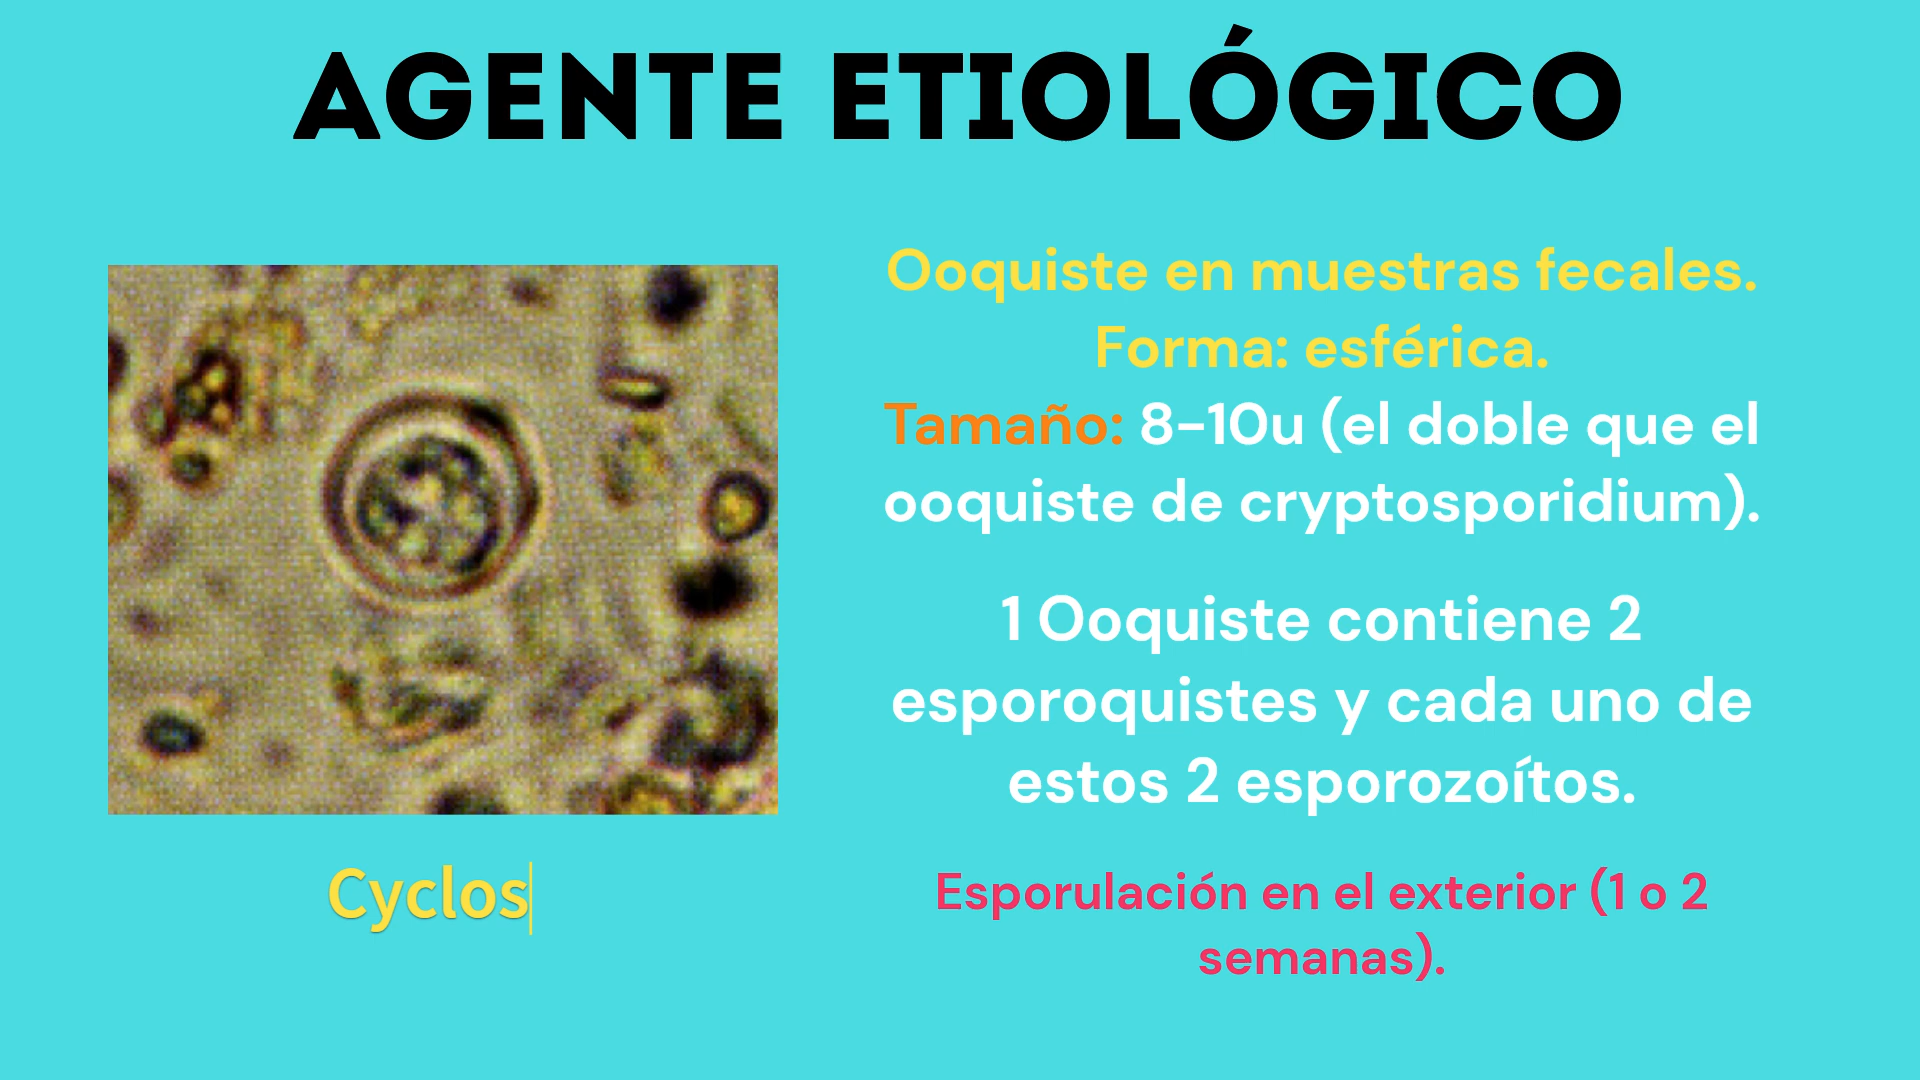 AGENTE ETIOLÓGICO
Ooquiste en muestras fecales.
Forma: esférica.
Tamaño: 8-10u (el doble que el
ooquiste de cryptosporidium).
1 Ooquiste contiene 2
esporoquistes y cada uno de
estos 2 esporozoítos.
Cyclos
Esporulación en el exterior (1 o 2
semanas).